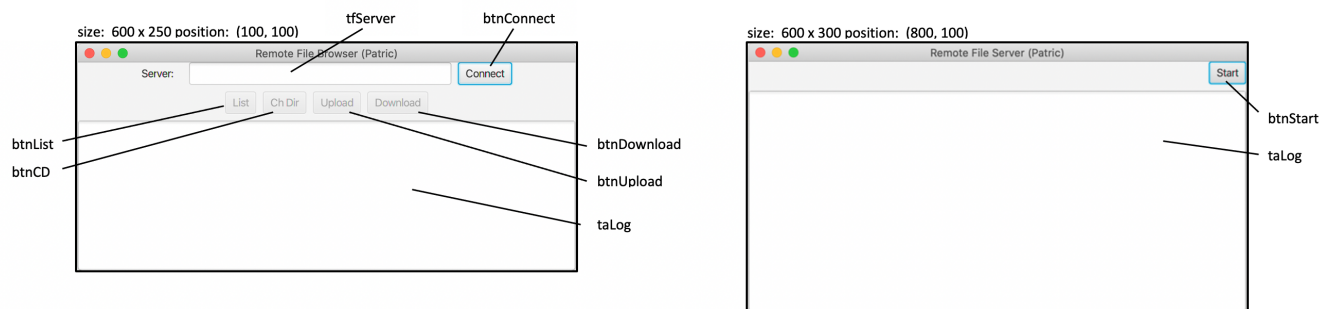 tfServer
btnConnect
size: 600 x 250 position: (100, 100)
Remote File Browser (Patric)
Server:
Connect
List
Ch Dir
Upload
Download
btnList
btnCD
btnDownload
btnUpload
taLog
size: 600 x 300 position: (800, 100)
Remote File Server (Patric)
Start
btnStart
taLog